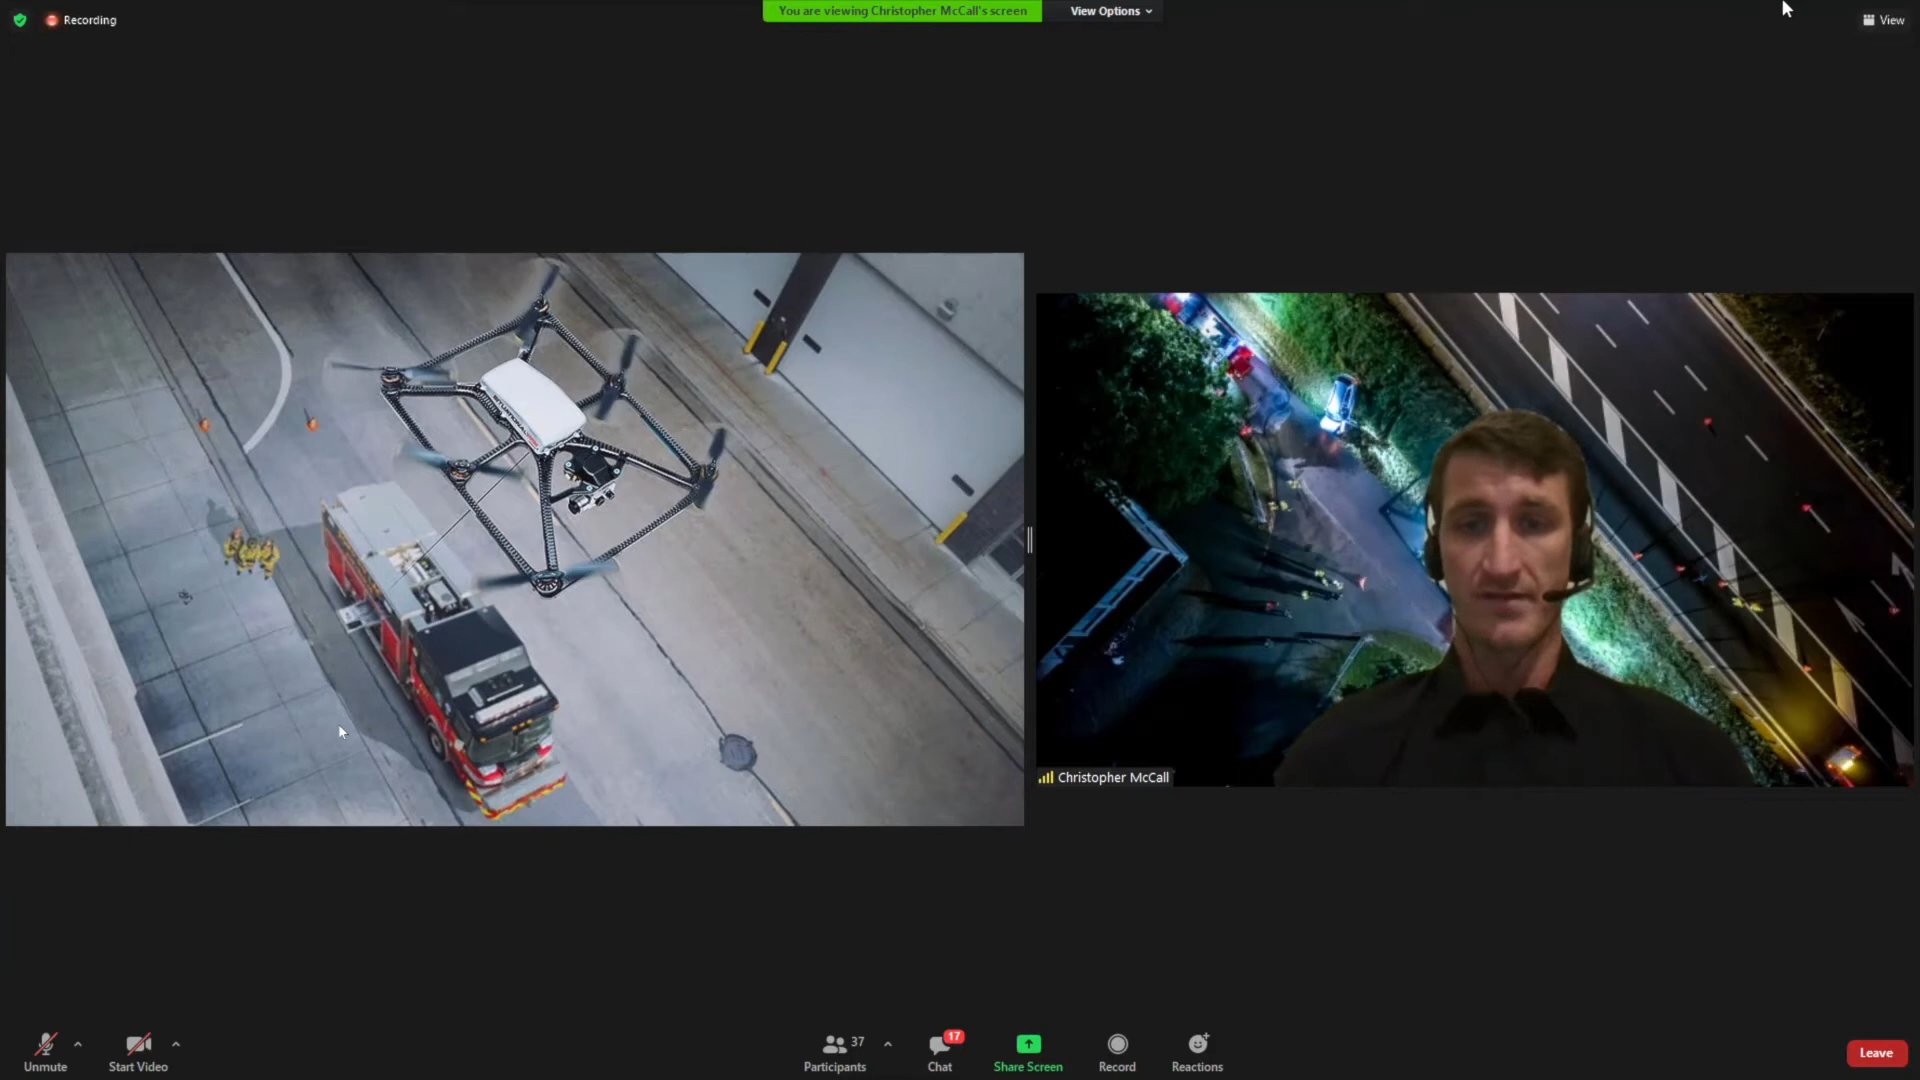 Recording
You are viewing Christopher McCall's screen
View Options
View
Christopher McCall
Unmute
Start Video
37
Participants
17
Chat
Share Screen
Record
Reactions
Leave